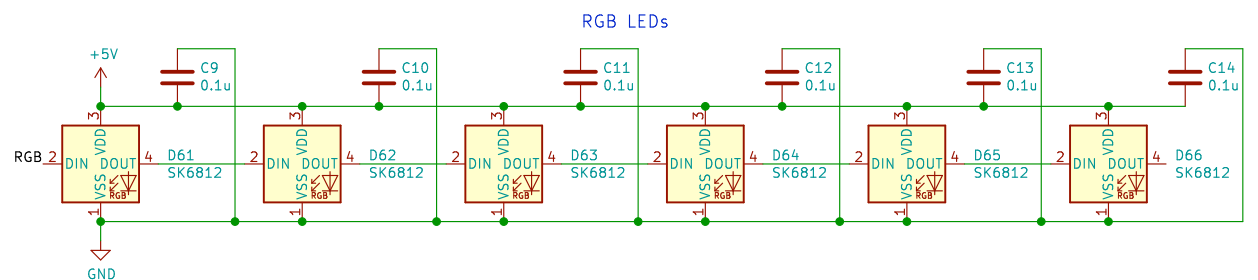 RGB LEDs
+5V
C9
0.1u
C10
0.1u
C11
0.1u
C12
0.1u
C13
0.1u
C14
0.1u
RGB
2
DIN
3
VDD
DOUT
VSS
RGB
1
4
D61
SK6812
2
DIN
3
VDD
DOUT
VSS
RGB
1
4
D62
SK6812
2
DIN
3
VDD
DOUT
VSS
RGB
1
4
D63
SK6812
2
DIN
3
VDD
DOUT
VSS
RGB
1
4
D64
SK6812
2
DIN
3
VDD
DOUT
VSS
RGB
1
4
D65
SK6812
2
DIN
3
VDD
DOUT
VSS
RGB
1
4
D66
SK6812
GND